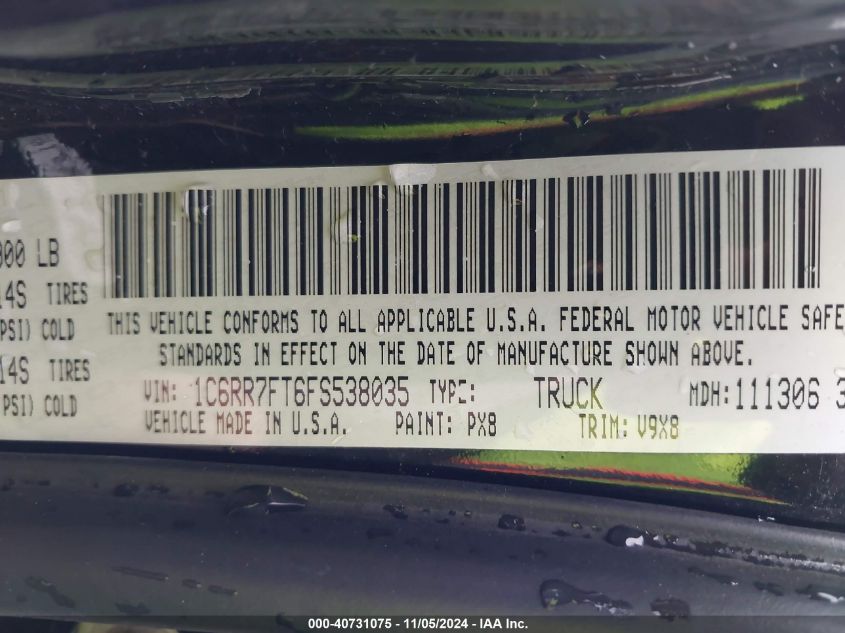 000 LB
14S TIRES
PSI) COLD
14S TIRES
PSI) COLD
THIS VEHICLE CONFORMS TO ALL APPLICABLE U.S.A. FEDERAL MOTOR VEHICLE SAFE
STANDARDS IN EFFECT ON THE DATE OF MANUFACTURE SHOWN ABOVE.
VIN: 1C6RR7FT6FS538035 TYPE: TRUCK MDH: 111306 3
VEHICLE MADE IN U.S.A. PAINT: PX8 TRIM: V9X8
000-40731075 - 11/05/2024 - IAA Inc.